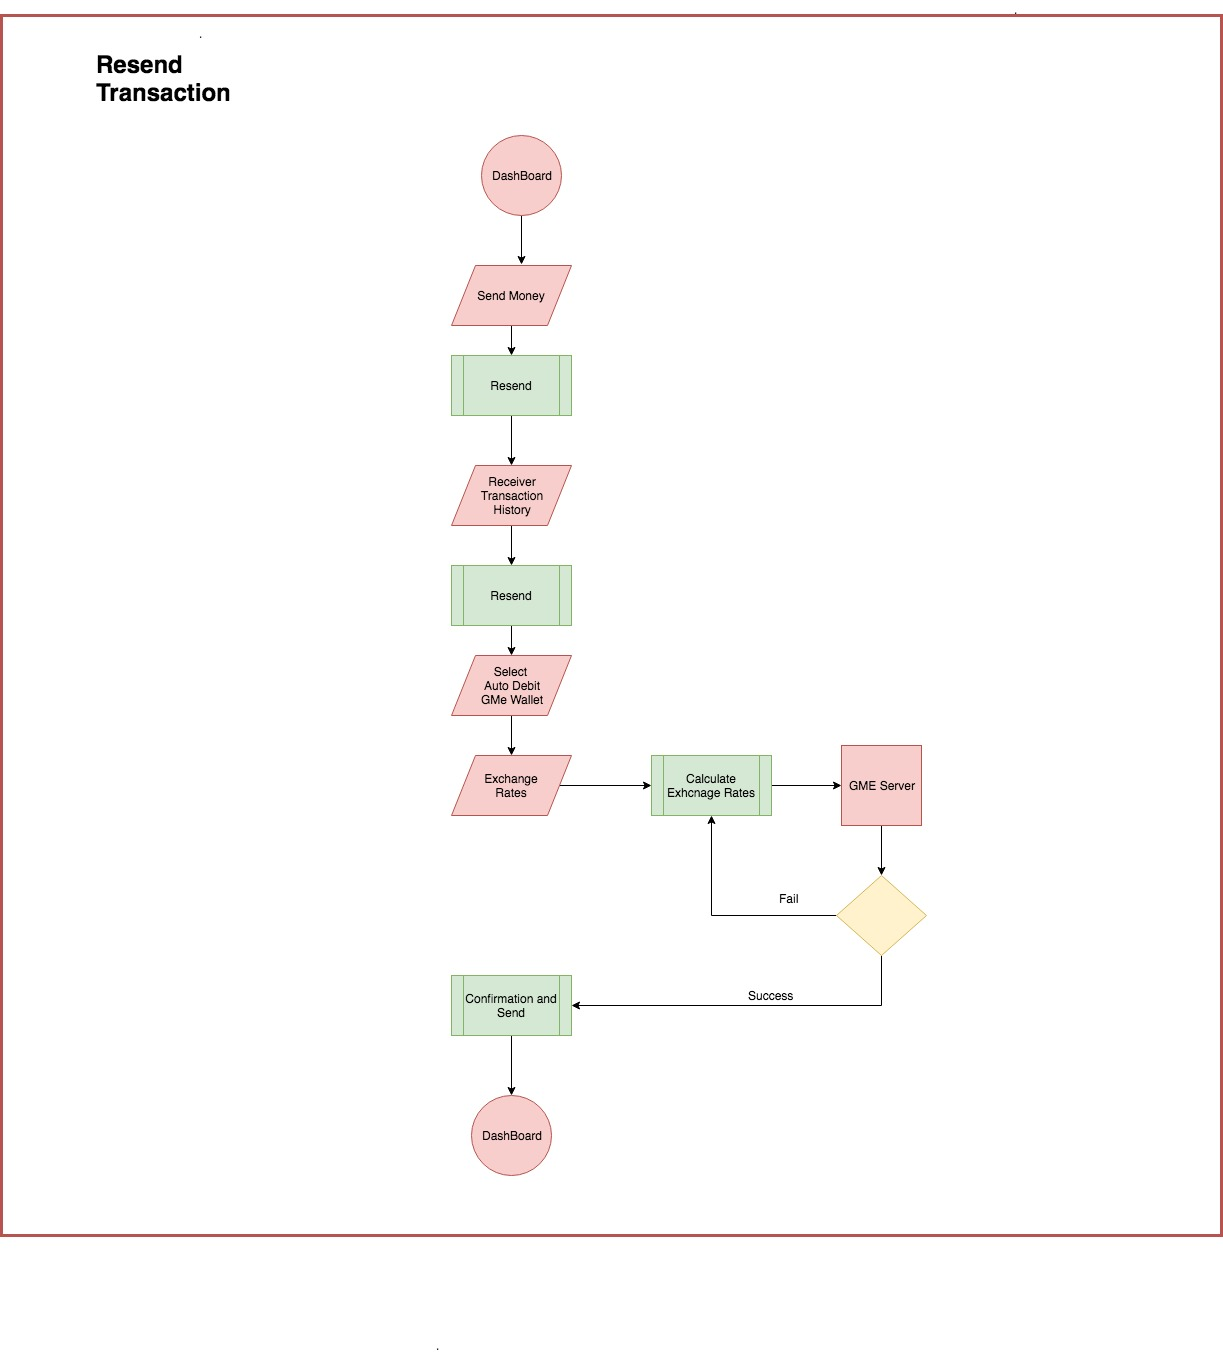 Resend
Transaction
DashBoard
Send Money
Resend
Receiver
Transaction
History
Resend
Select
Auto Debit
GMe Wallet
Exchange
Rates
Calculate
Exhcnage Rates
GME Server
Fail
Success
Confirmation and
Send
DashBoard